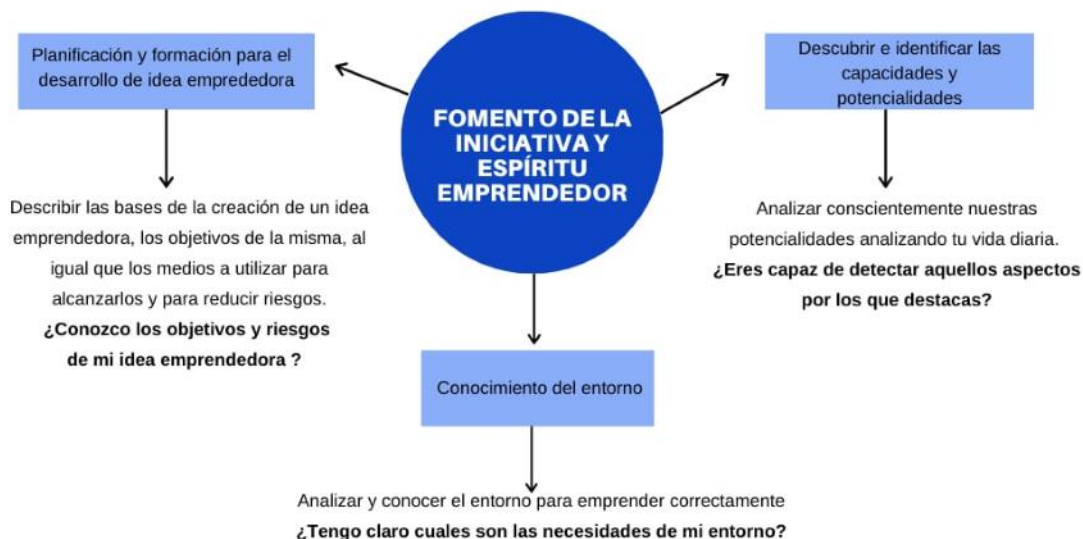 FOMENTO DE LA
INICIATIVA Y
ESPÍRITU
EMPRENDEDOR
Planificación y formación para el
desarrollo de idea emprededora
Describir las bases de la creación de un idea
emprendedora, los objetivos de la misma, al
igual que los medios a utilizar para
alcanzarlos y para reducir riesgos.
¿Conozco los objetivos y riesgos
de mi idea emprendedora ?
Descubrir e identificar las
capacidades y
potencialidades
Analizar conscientemente nuestras
potencialidades analizando tu vida diaria.
¿Eres capaz de detectar aquellos aspectos
por los que destacas?
Conocimiento del entorno
Analizar y conocer el entorno para emprender correctamente
¿Tengo claro cuales son las necesidades de mi entorno?